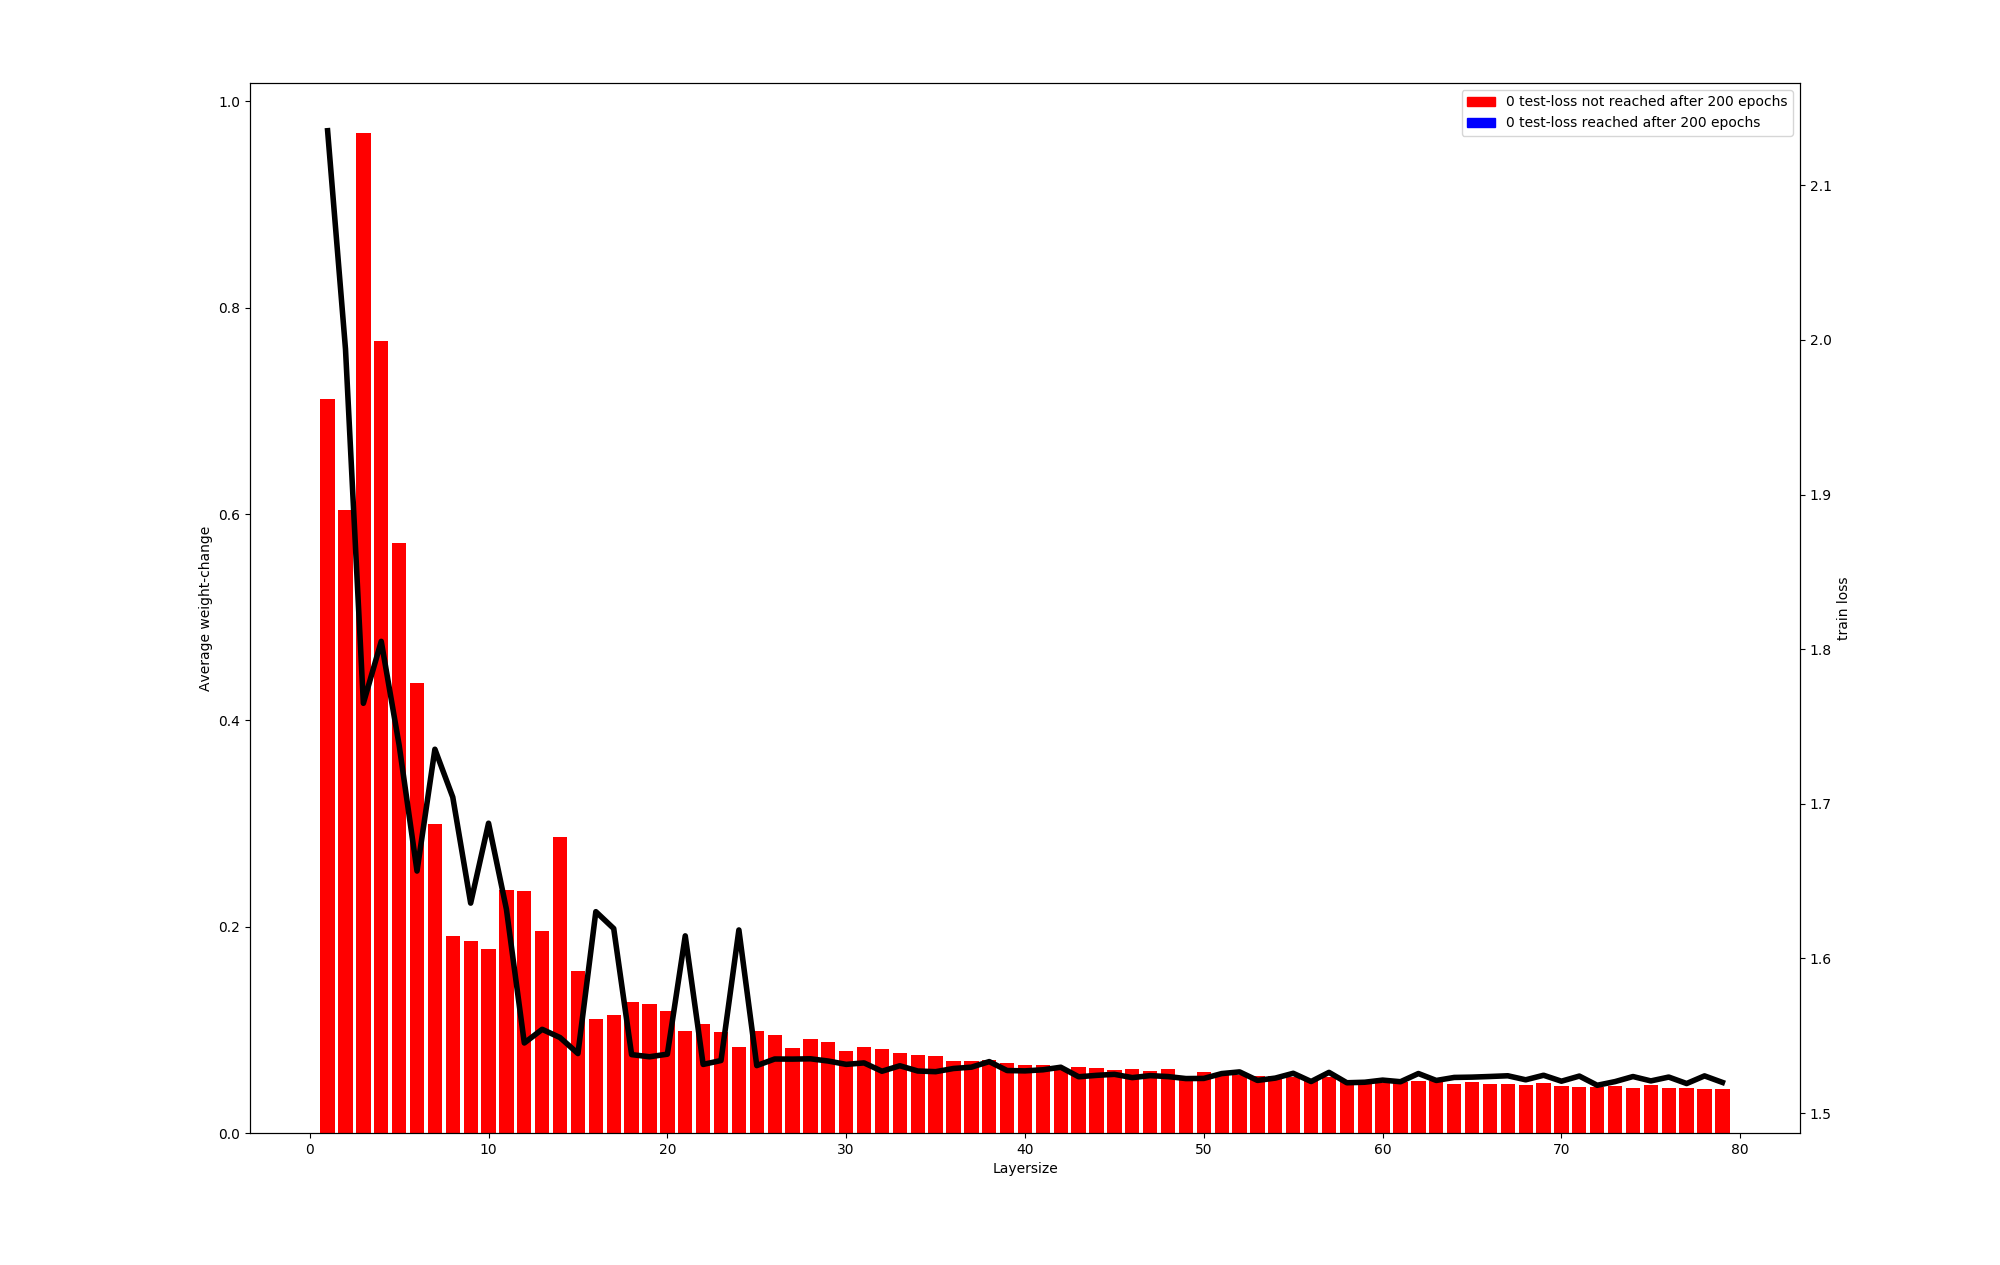 0 test-loss not reached after 200 epochs
0 test-loss reached after 200 epochs
1.0
0.8
0.6
0.4
0.2
0.0
Average weight-change
2.1
2.0
1.9
1.8
1.7
1.6
1.5
train loss
0 10 20 30 40 50 60 70 80
Layersize